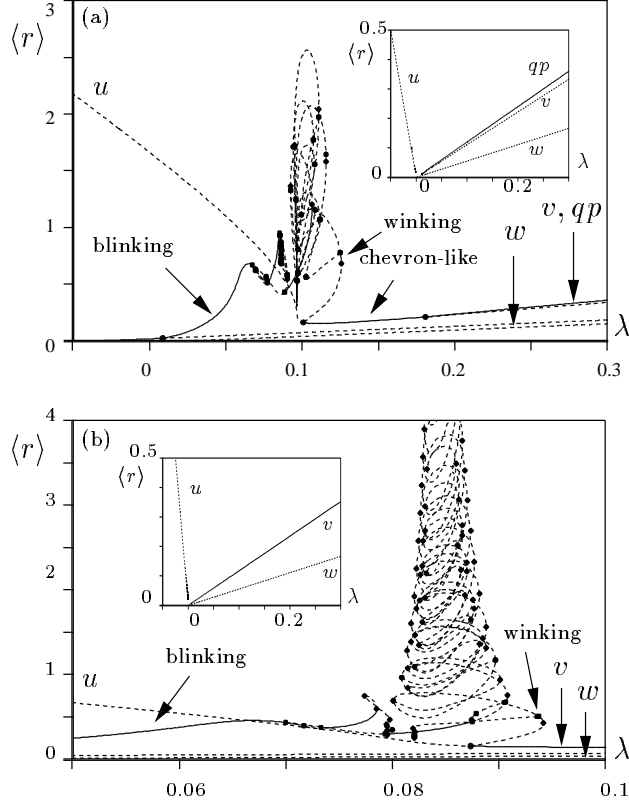 3
(a)
⟨r⟩
u
2
1
0
blinking
winking
chevron-like
w
v, qp
λ
0
0.1
0.2
0.3
0.5
⟨r⟩
u
qp
v
w
0
0
0.2
λ
4
(b)
⟨r⟩
3
2
1
0
u
blinking
winking
v
w
λ
0.06
0.08
0.1
0.5
⟨r⟩
u
v
w
0
0
0.2
λ